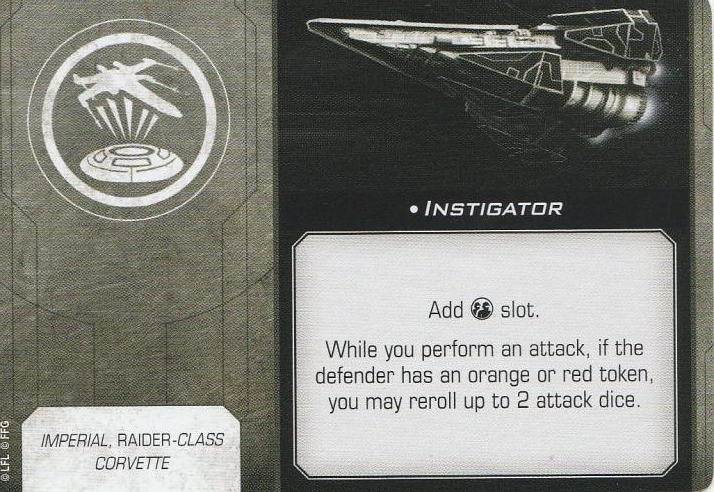 • INSTIGATOR
Add slot.
While you perform an attack, if the
defender has an orange or red token,
you may reroll up to 2 attack dice.
IMPERIAL, RAIDER-CLASS
CORVETTE
© LFL © FFG